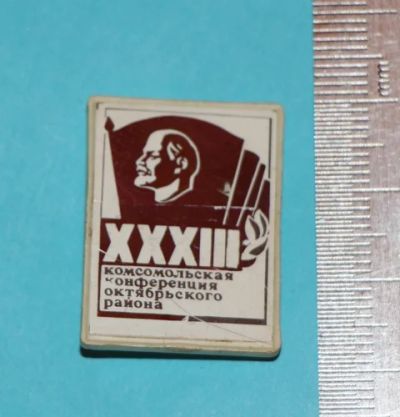 XXXIII
комсомольская
конференция
октябрьского
района